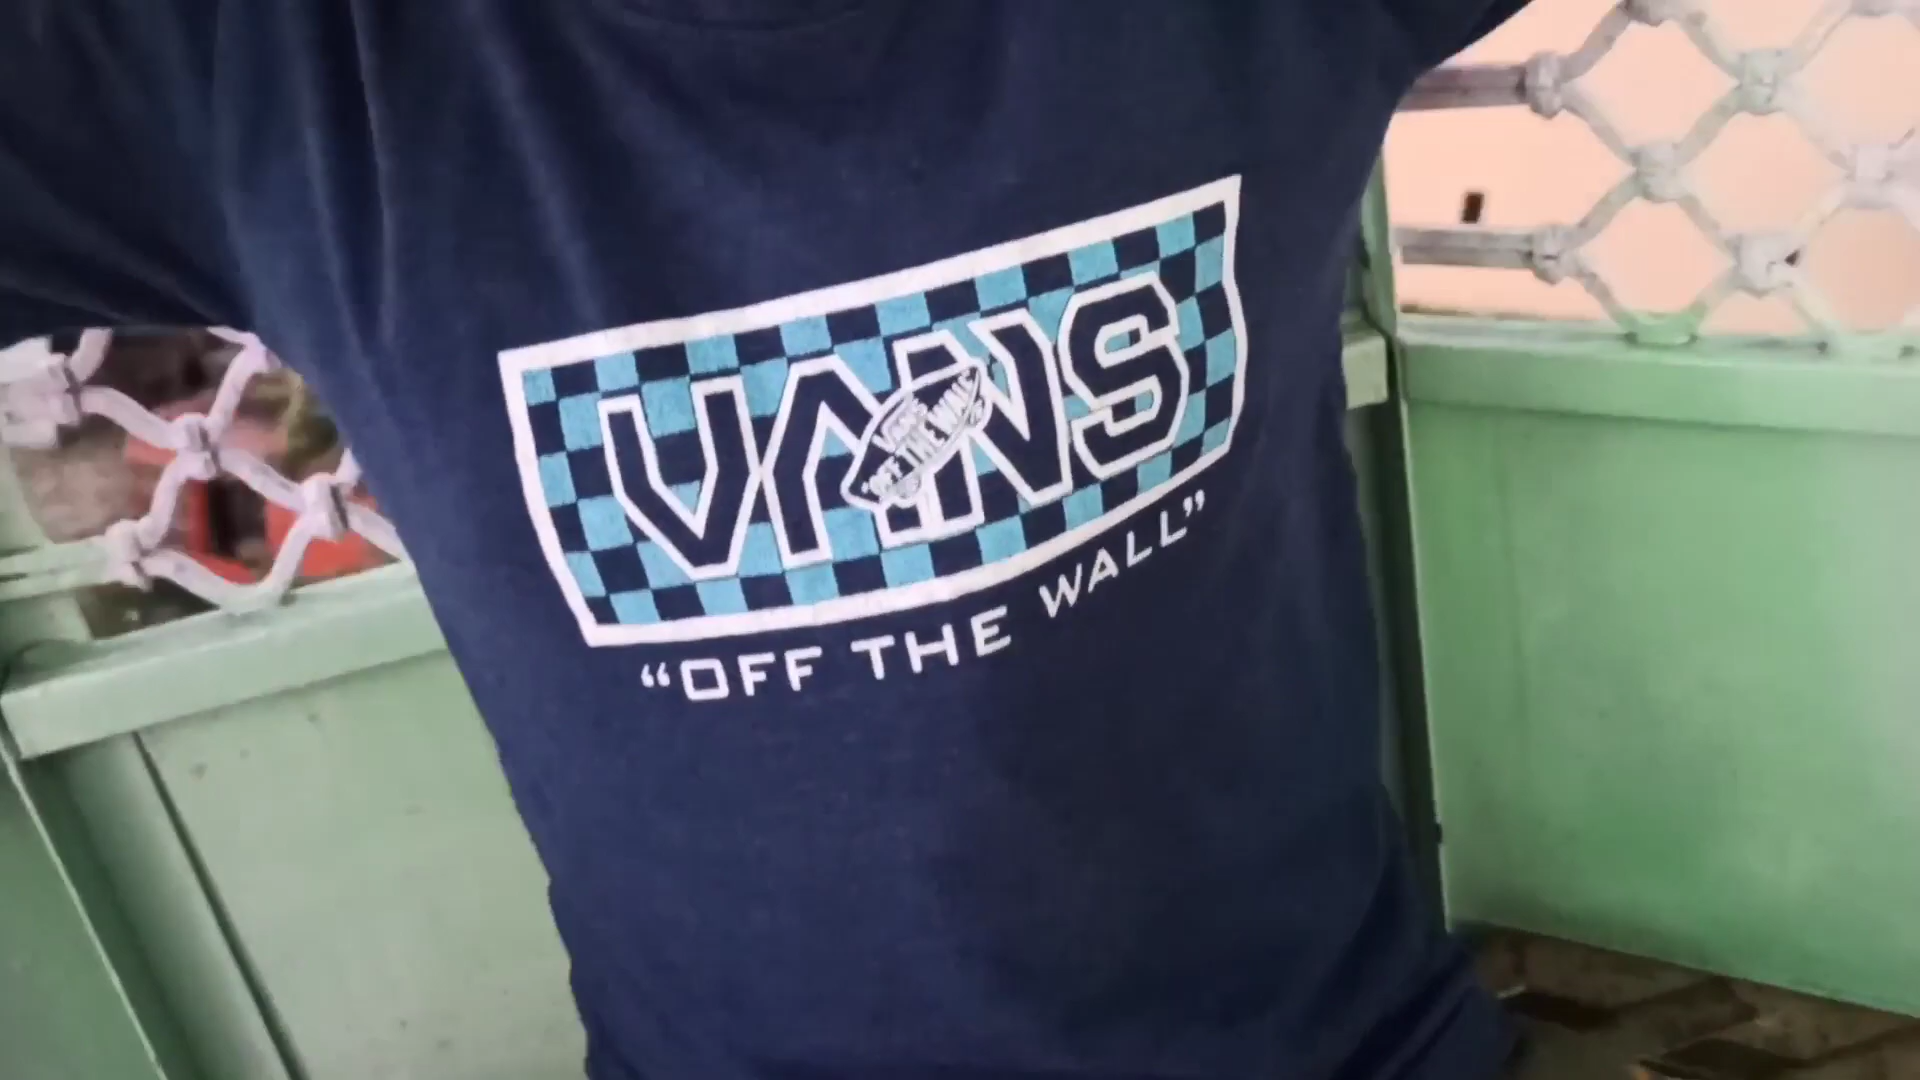 VANS
VANS
"OFF THE WALL"
“OFF THE WALL”